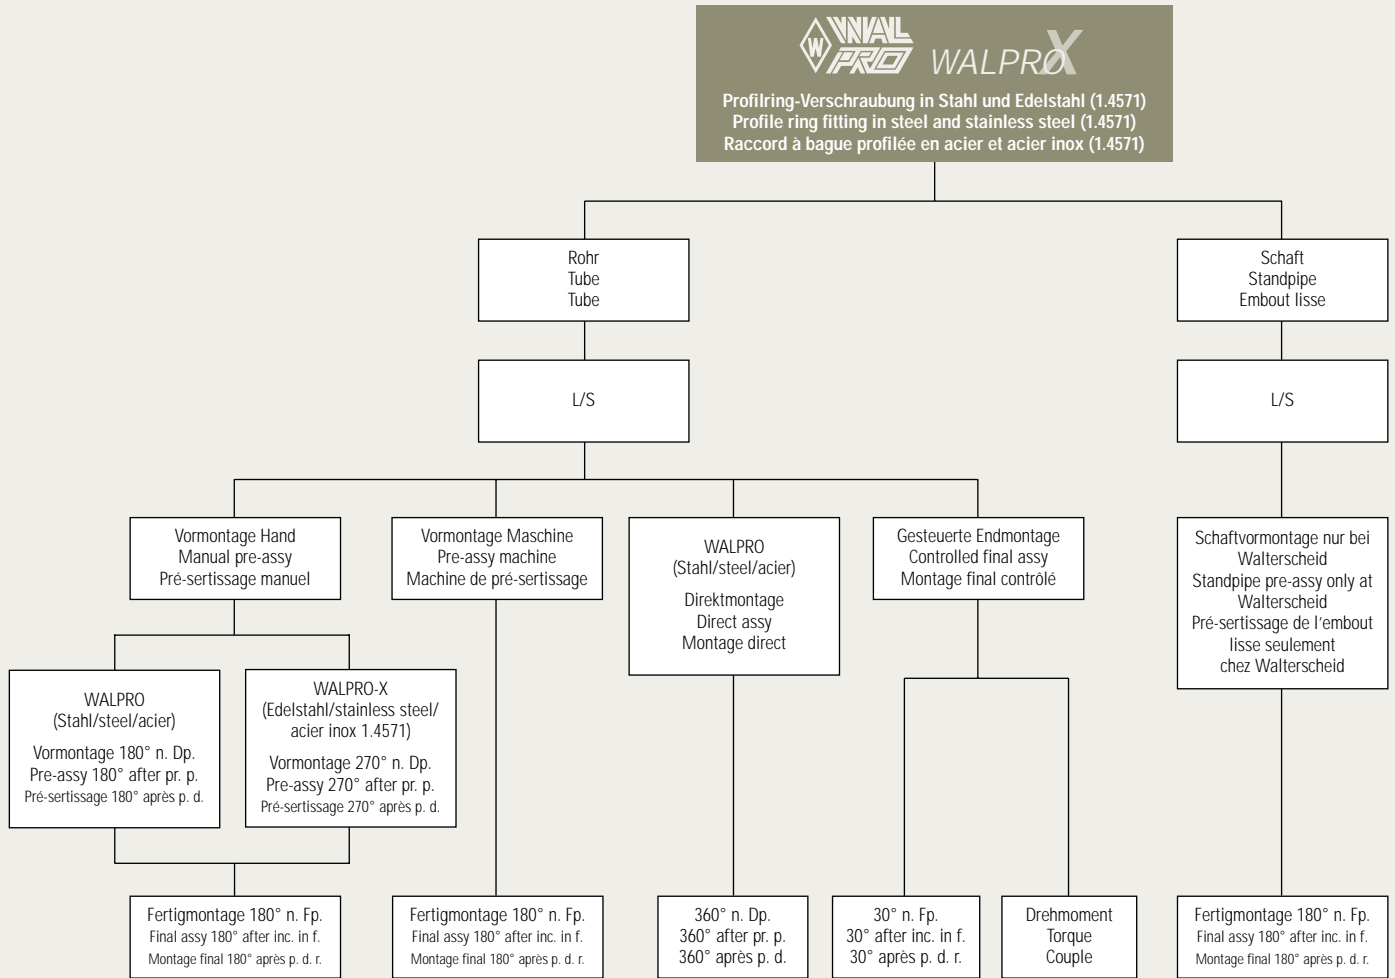 W WAL PRO WALPROX
Profilring-Verschraubung in Stahl und Edelstahl (1.4571)
Profile ring fitting in steel and stainless steel (1.4571)
Raccord à bague profilée en acier et acier inox (1.4571)
Rohr
Tube
Tube
Schaft
Standpipe
Embout lisse
L/S
L/S
Vormontage Hand
Manual pre-assy
Pré-sertissage manuel
Vormontage Maschine
Pre-assy machine
Machine de pré-sertissage
WALPRO
(Stahl/steel/acier)
Direktmontage
Direct assy
Montage direct
Gesteuerte Endmontage
Controlled final assy
Montage final contrôlé
Schaftvormontage nur bei
Walterscheid
Standpipe pre-assy only at
Walterscheid
Pré-sertissage de l'embout
lisse seulement
chez Walterscheid
WALPRO
(Stahl/steel/acier)
Vormontage 180° n. Dp.
Pre-assy 180° after pr. p.
Pré-sertissage 180° après p. d.
WALPRO-X
(Edelstahl/stainless steel/
acier inox 1.4571)
Vormontage 270° n. Dp.
Pre-assy 270° after pr. p.
Pré-sertissage 270° après p. d.
Fertigmontage 180° n. Fp.
Final assy 180° after inc. in f.
Montage final 180° après p. d. r.
Fertigmontage 180° n. Fp.
Final assy 180° after inc. in f.
Montage final 180° après p. d. r.
360° n. Dp.
360° after pr. p.
360° après p. d.
30° n. Fp.
30° after inc. in f.
30° après p. d. r.
Drehmoment
Torque
Couple
Fertigmontage 180° n. Fp.
Final assy 180° after inc. in f.
Montage final 180° après p. d. r.